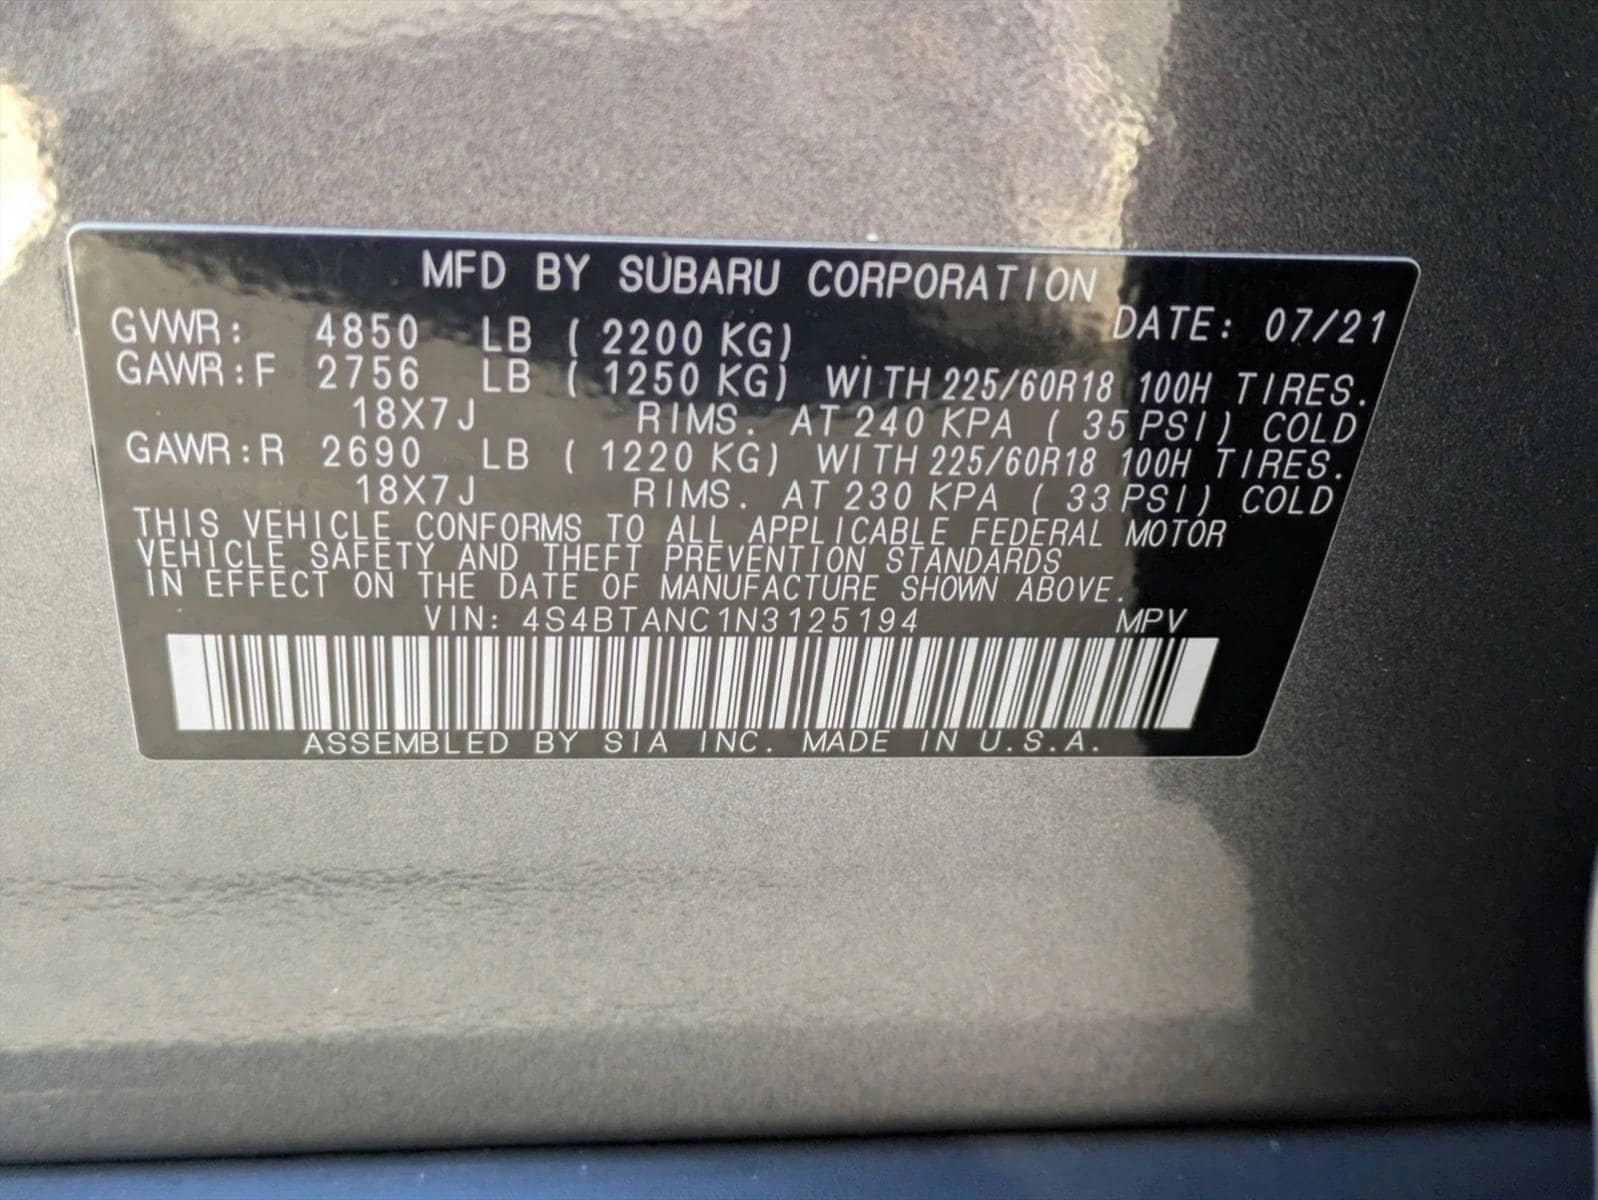 MFD BY SUBARU CORPORATION
DATE: 07/21
GVWR: 4850 LB ( 2200 KG)
GAWR:F 2756 LB ( 1250 KG) WITH 225/60R18 100H TIRES.
18X7J RIMS. AT 240 KPA ( 35 PSI) COLD
GAWR:R 2690 LB ( 1220 KG) WITH 225/60R18 100H TIRES.
18X7J RIMS. AT 230 KPA ( 33 PSI) COLD
THIS VEHICLE CONFORMS TO ALL APPLICABLE FEDERAL MOTOR
VEHICLE SAFETY AND THEFT PREVENTION STANDARDS
IN EFFECT ON THE DATE OF MANUFACTURE SHOWN ABOVE.
VIN: 4S4BTANC1N3125194 MPV
ASSEMBLED BY SIA INC. MADE IN U.S.A.